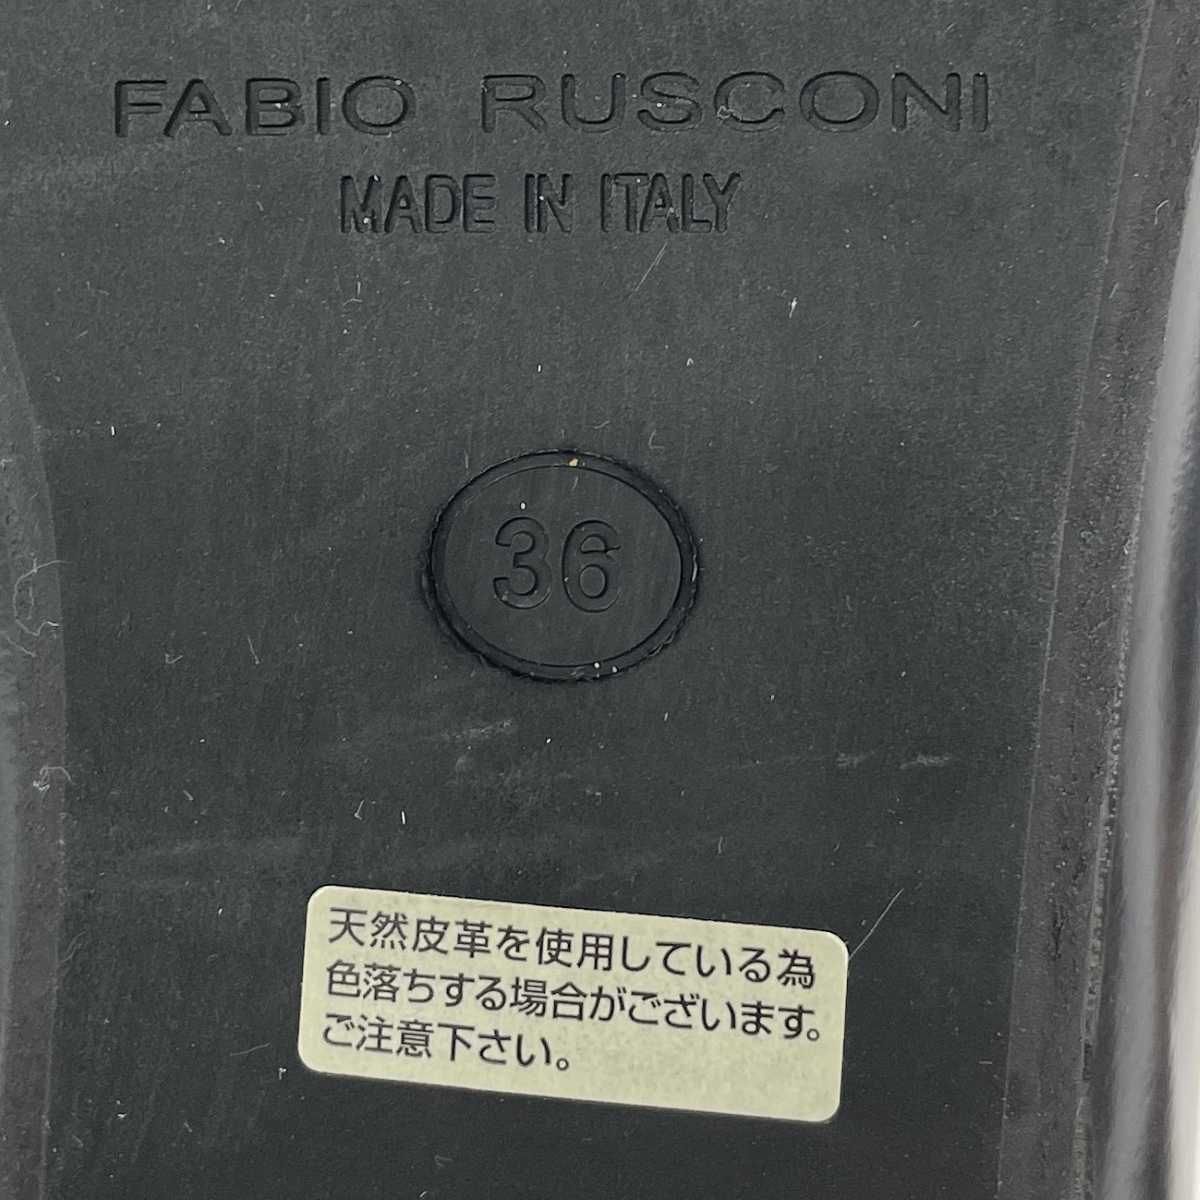 FABIO RUSCONI
MADE IN ITALY
36
天然皮革を使用している為
色落ちする場合がございます。
ご注意下さい。